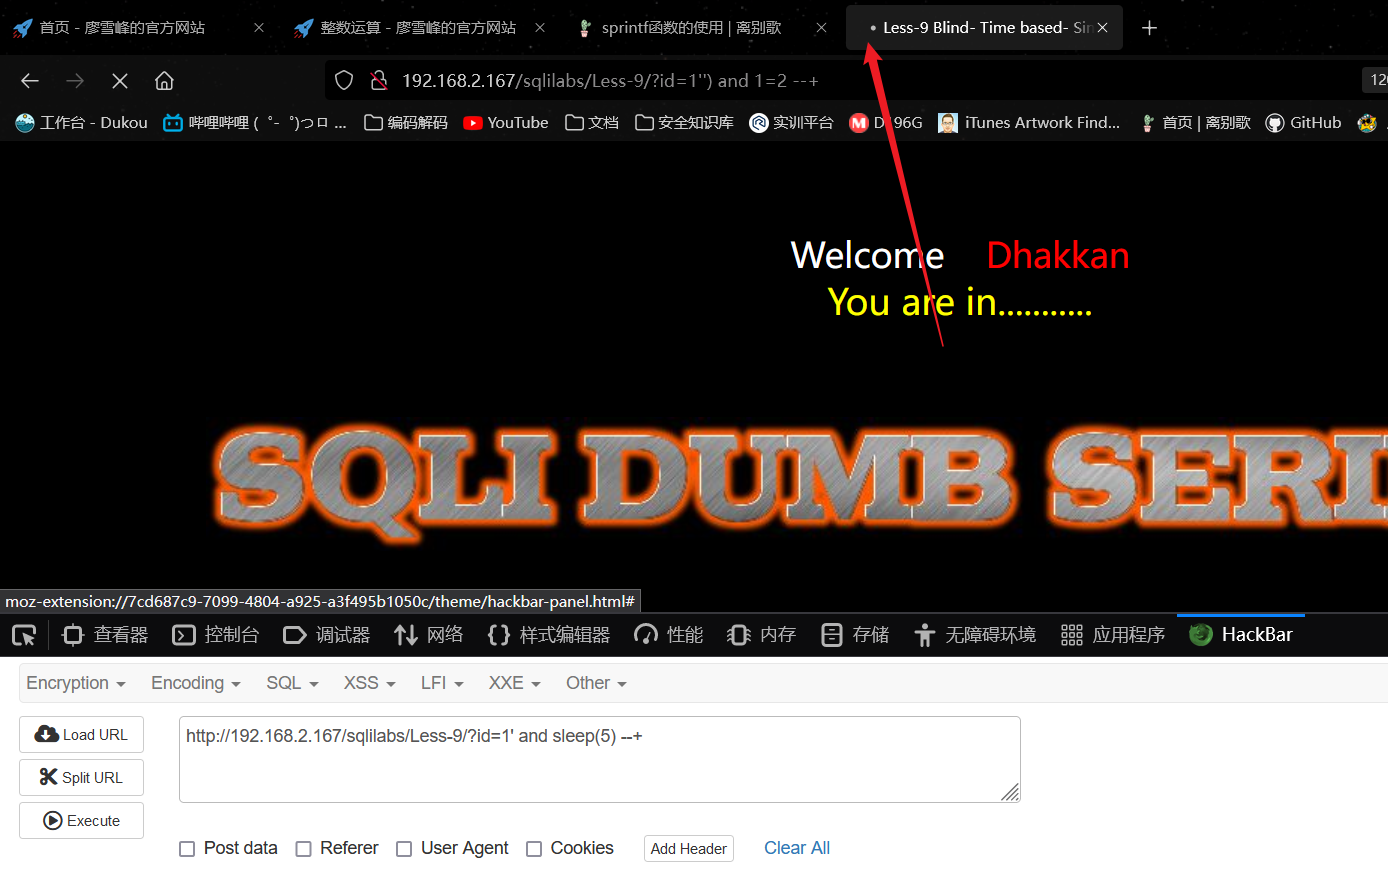 首页 - 廖雪峰的官方网站
整数运算 - 廖雪峰的官方网站
sprintf函数的使用 | 离别歌
Less-9 Blind- Time based- Sin
192.168.2.167/sqlilabs/Less-9/?id=1'') and 1=2 --+
工作台 - Dukou
哔哩哔哩 ( ゜- ゜)つロ ...
编码解码
YouTube
文档
安全知识库
实训平台
iTunes Artwork Find...
首页 | 离别歌
GitHub
Welcome Dhakkan
You are in...........
SQLI DUMB SERI
moz-extension://7cd687c9-7099-4804-a925-a3f495b1050c/theme/hackbar-panel.html#
查看器
控制台
调试器
网络
样式编辑器
性能
内存
存储
无障碍环境
应用程序
HackBar
Encryption
Encoding
SQL
XSS
LFI
XXE
Other
Load URL
http://192.168.2.167/sqlilabs/Less-9/?id=1' and sleep(5) --+
Split URL
Execute
Post data
Referer
User Agent
Cookies
Add Header
Clear All